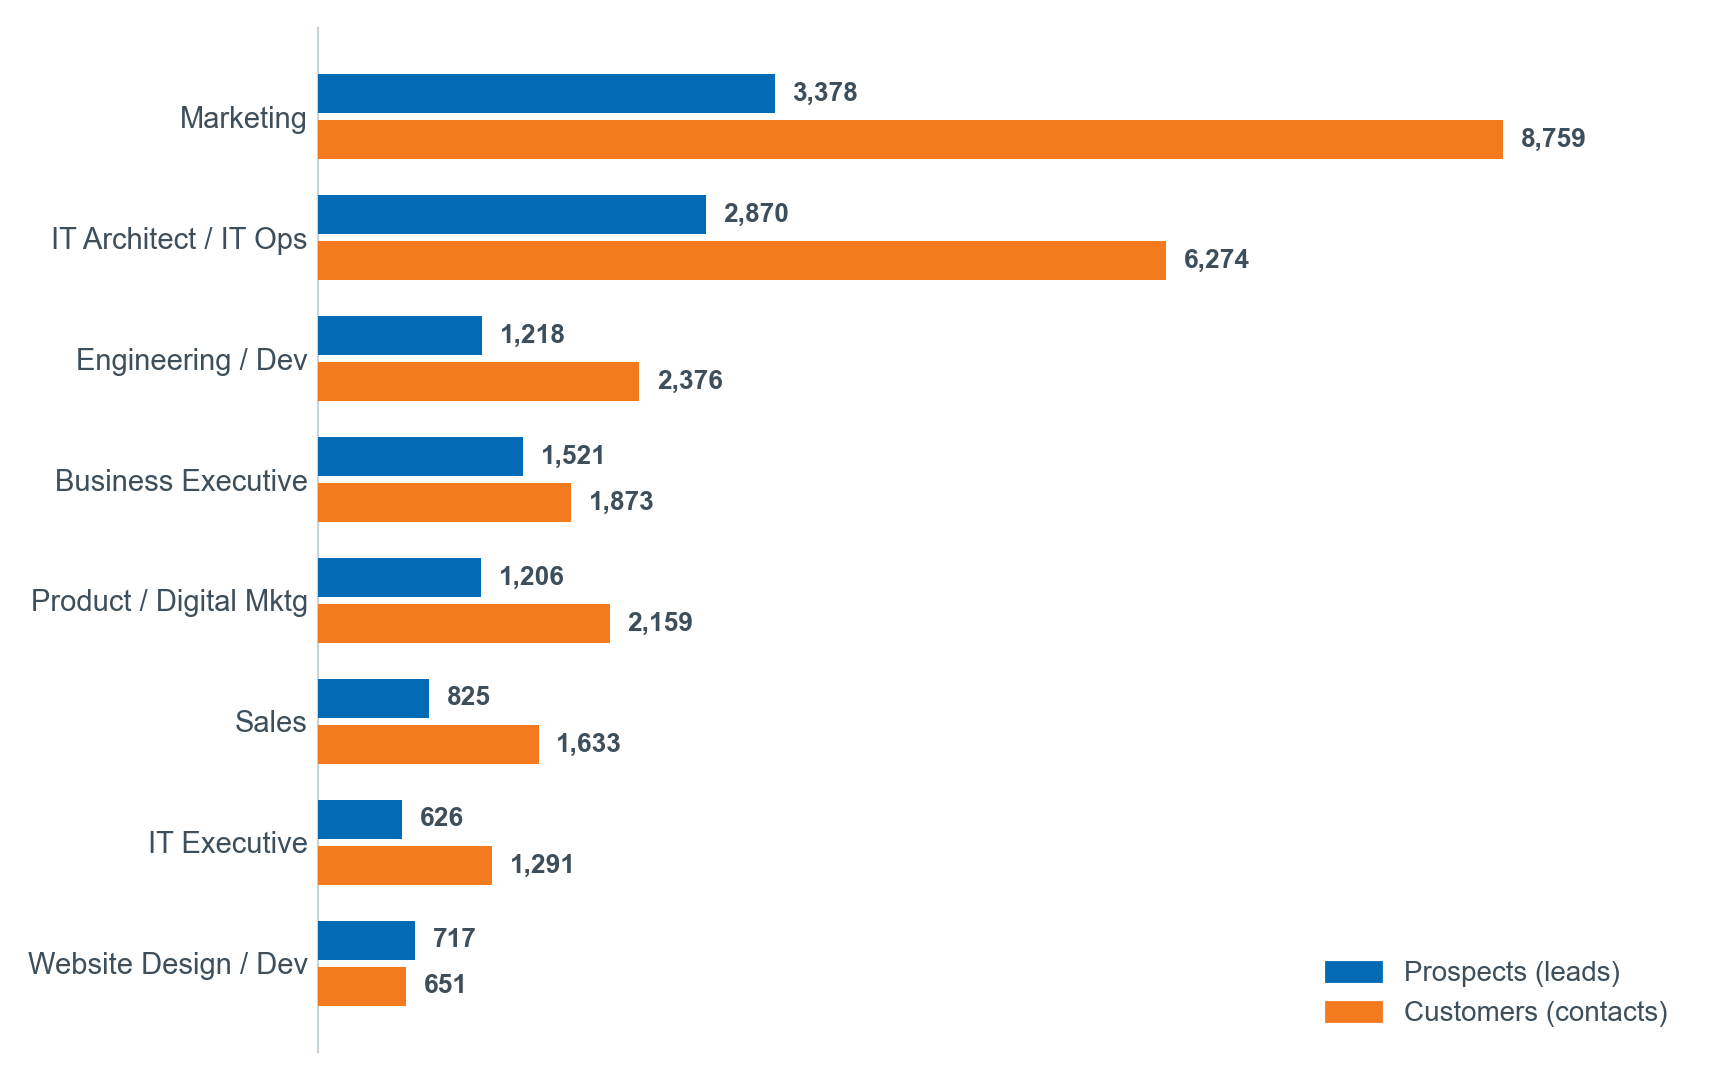 Marketing
3,378
8,759
IT Architect / IT Ops
2,870
6,274
Engineering / Dev
1,218
2,376
Business Executive
1,521
1,873
Product / Digital Mktg
1,206
2,159
Sales
825
1,633
IT Executive
626
1,291
Website Design / Dev
717
651
Prospects (leads)
Customers (contacts)